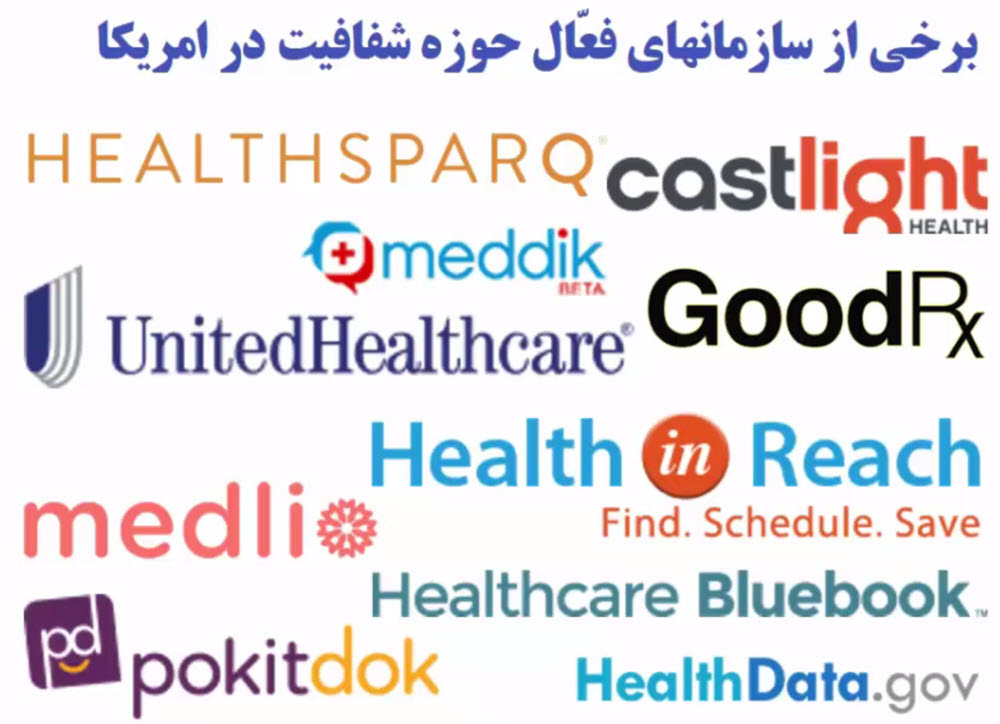 برخی از سازمانهای فعّال حوزه شفافیت در امریکا
HEALTHSPARQ®
castlight
HEALTH
meddik
BETA
UnitedHealthcare®
GoodRx
Health in Reach
Find. Schedule. Save
medli
Healthcare Bluebook™
pd
pokitdok
HealthData.gov